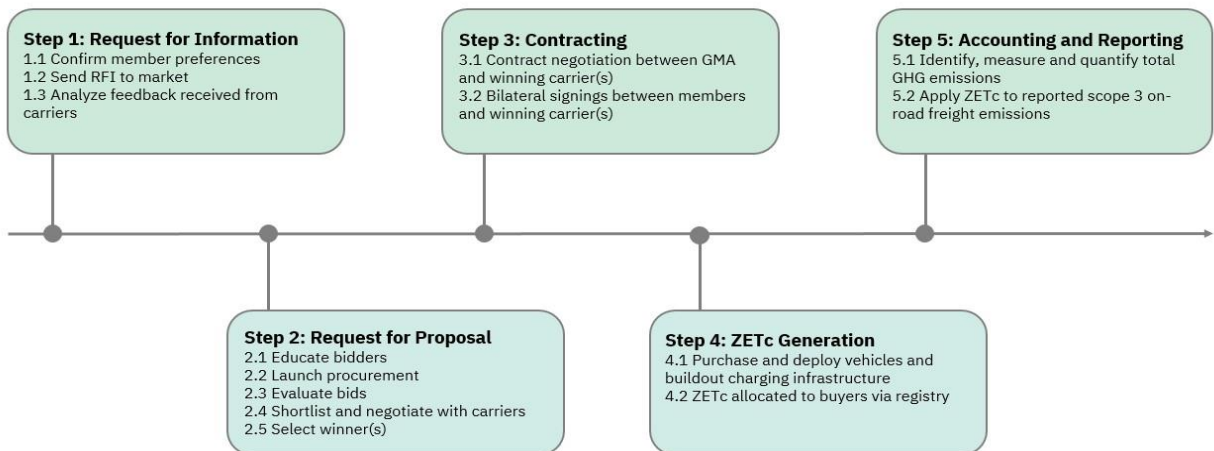 Step 1: Request for Information
1.1 Confirm member preferences
1.2 Send RFI to market
1.3 Analyze feedback received from
carriers
Step 2: Request for Proposal
2.1 Educate bidders
2.2 Launch procurement
2.3 Evaluate bids
2.4 Shortlist and negotiate with carriers
2.5 Select winner(s)
Step 3: Contracting
3.1 Contract negotiation between GMA
and winning carrier(s)
3.2 Bilateral signings between members
and winning carrier(s)
Step 4: ZETc Generation
4.1 Purchase and deploy vehicles and
buildout charging infrastructure
4.2 ZETc allocated to buyers via registry
Step 5: Accounting and Reporting
5.1 Identify, measure and quantify total
GHG emissions
5.2 Apply ZETc to reported scope 3 on-
road freight emissions